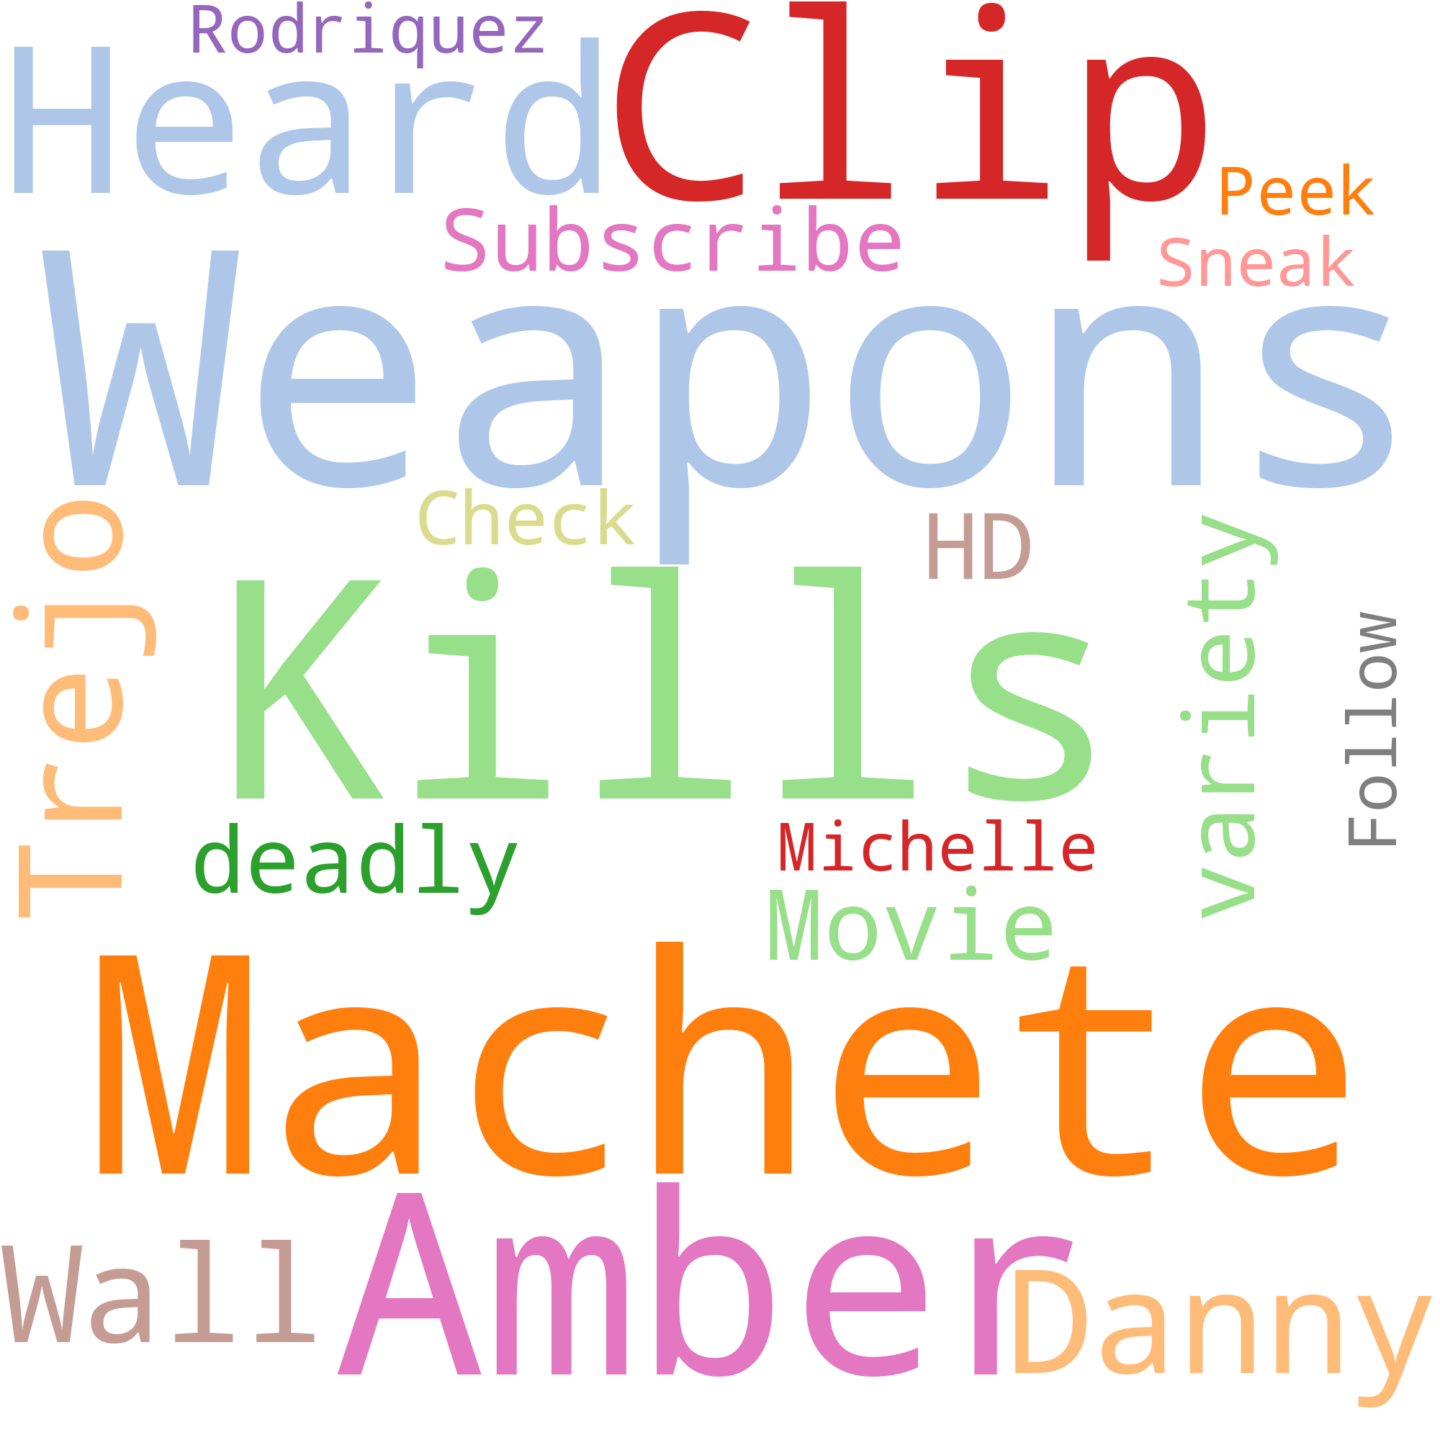 Rodriquez
Heard
Clip
Peek
Subscribe
Sneak
Weapons
Check
HD
Trejo
Kills
variety
Follow
deadly
Michelle
Movie
Machete
Amber
Wall
Danny